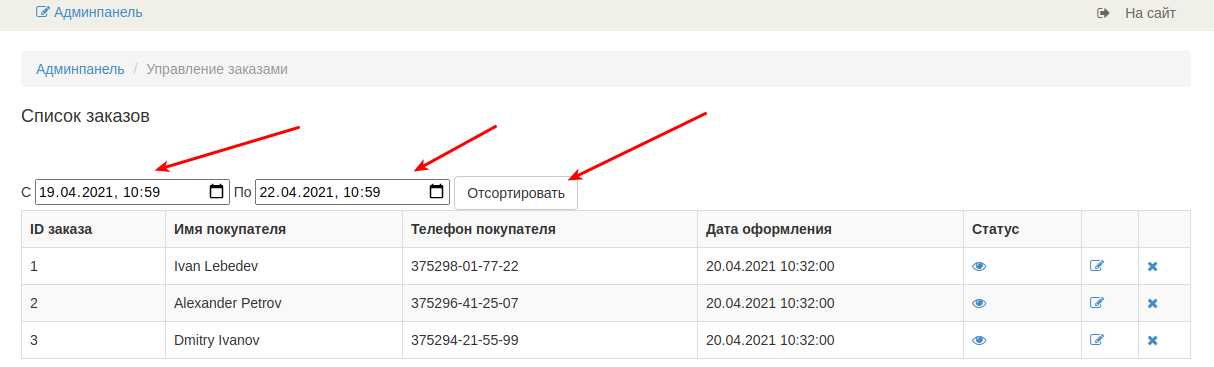 Админпанель На сайт
Админпанель / Управление заказами
Список заказов
С 19.04.2021, 10:59 По 22.04.2021, 10:59 Отсортировать
ID заказа Имя покупателя Телефон покупателя Дата оформления Статус
1 Ivan Lebedev 375298-01-77-22 20.04.2021 10:32:00
2 Alexander Petrov 375296-41-25-07 20.04.2021 10:32:00
3 Dmitry Ivanov 375294-21-55-99 20.04.2021 10:32:00